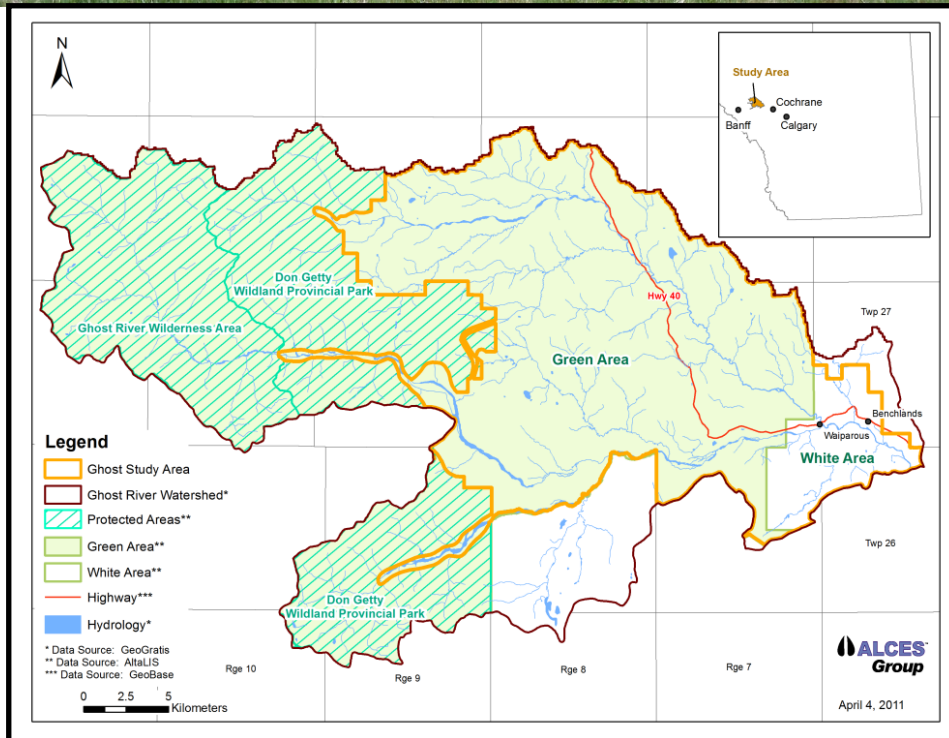 N
Study Area
Cochrane
Banff
Calgary
Don Getty
Wildland Provincial Park
Hwy 40
Twp 27
Ghost River Wilderness Area
Green Area
Benchlands
Waiparous
White Area
Legend
Ghost Study Area
Ghost River Watershed*
Protected Areas**
Green Area**
White Area**
Highway***
Hydrology*
Twp 26
Don Getty
Wildland Provincial Park
* Data Source: GeoGratis
** Data Source: AltaLIS
*** Data Source: GeoBase
Rge 10
Rge 9
Rge 8
Rge 7
0 2.5 5
Kilometers
ALCES
Group
April 4, 2011